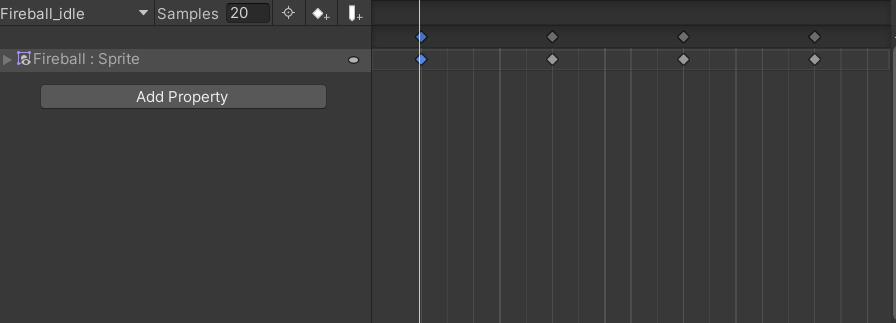 Fireball_idle Samples 20
Fireball : Sprite
Add Property